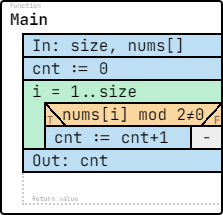 Function
Main
In: size, nums[]
cnt := 0
i = 1..size
nums[i] mod 2≠0
T F
cnt := cnt+1 -
Out: cnt
Return value